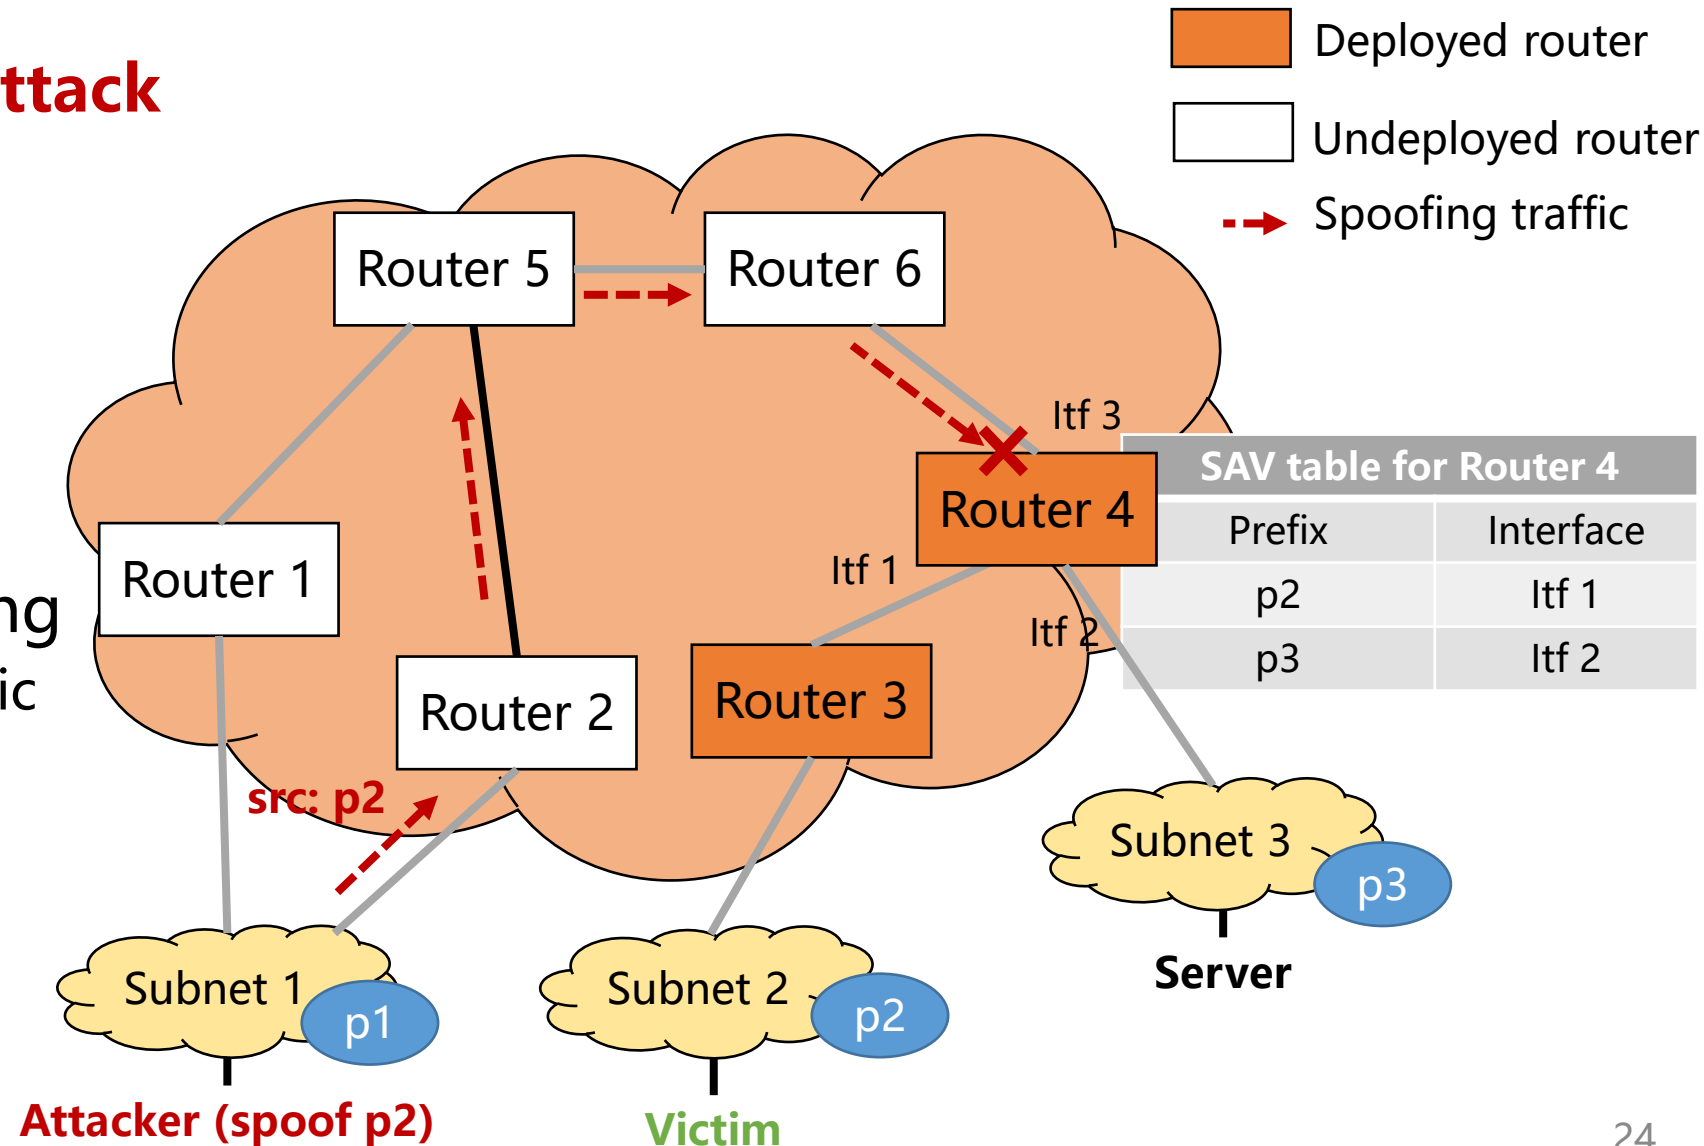 Deployed router
ttack
Undeployed router
Spoofing traffic
Router 5
Router 6
Itf 3
SAV table for Router 4
Router 4
Prefix Interface
Itf 1
Router 1
p2 Itf 1
ng
Itf 2
p3 Itf 2
ic
Router 3
Router 2
src: p2
Subnet 3
p3
Server
Subnet 1
p1
Subnet 2
p2
Attacker (spoof p2)
Victim
24